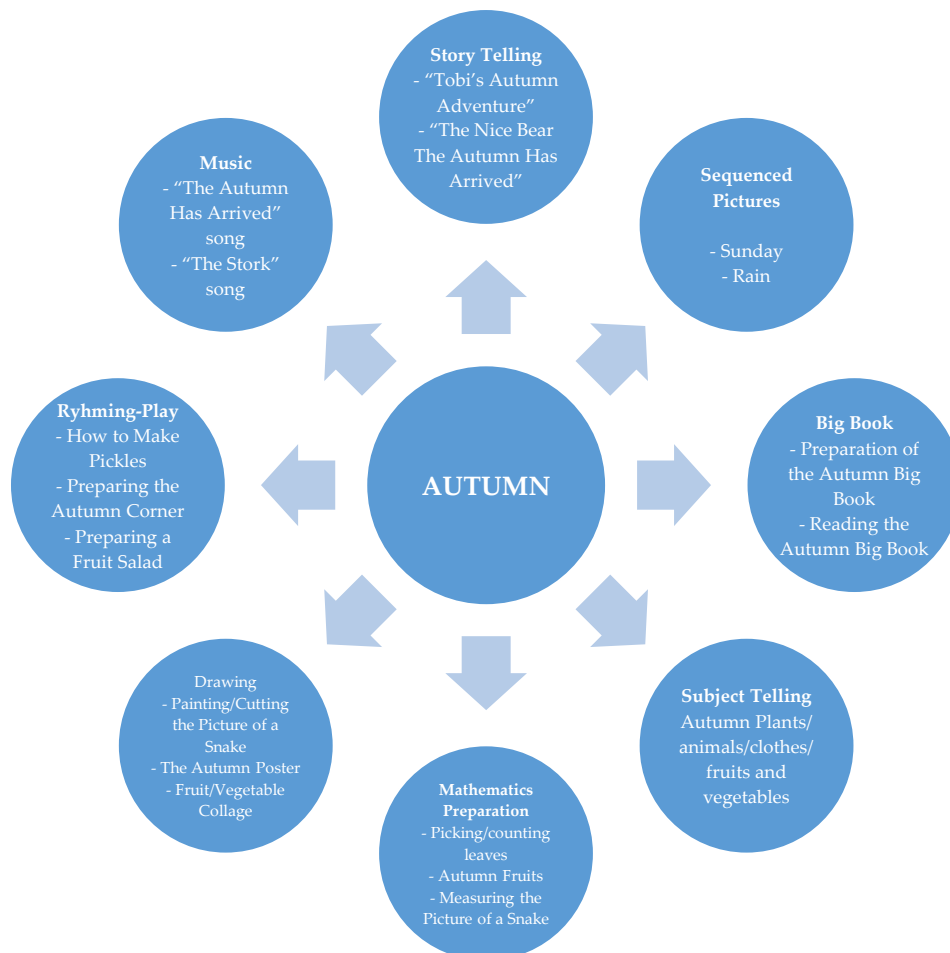 Story Telling
- “Tobi’s Autumn
Adventure”
- “The Nice Bear
The Autumn Has
Arrived”
Sequenced
Pictures
- Sunday
- Rain
Big Book
- Preparation of
the Autumn Big
Book
- Reading the
Autumn Big Book
Subject Telling
Autumn Plants/
animals/clothes/
fruits and
vegetables
Mathematics
Preparation
- Picking/counting
leaves
- Autumn Fruits
- Measuring the
Picture of a Snake
Drawing
- Painting/Cutting
the Picture of a
Snake
- The Autumn Poster
- Fruit/Vegetable
Collage
Ryhming-Play
- How to Make
Pickles
- Preparing the
Autumn Corner
- Preparing a
Fruit Salad
Music
- “The Autumn
Has Arrived”
song
- “The Stork”
song
AUTUMN